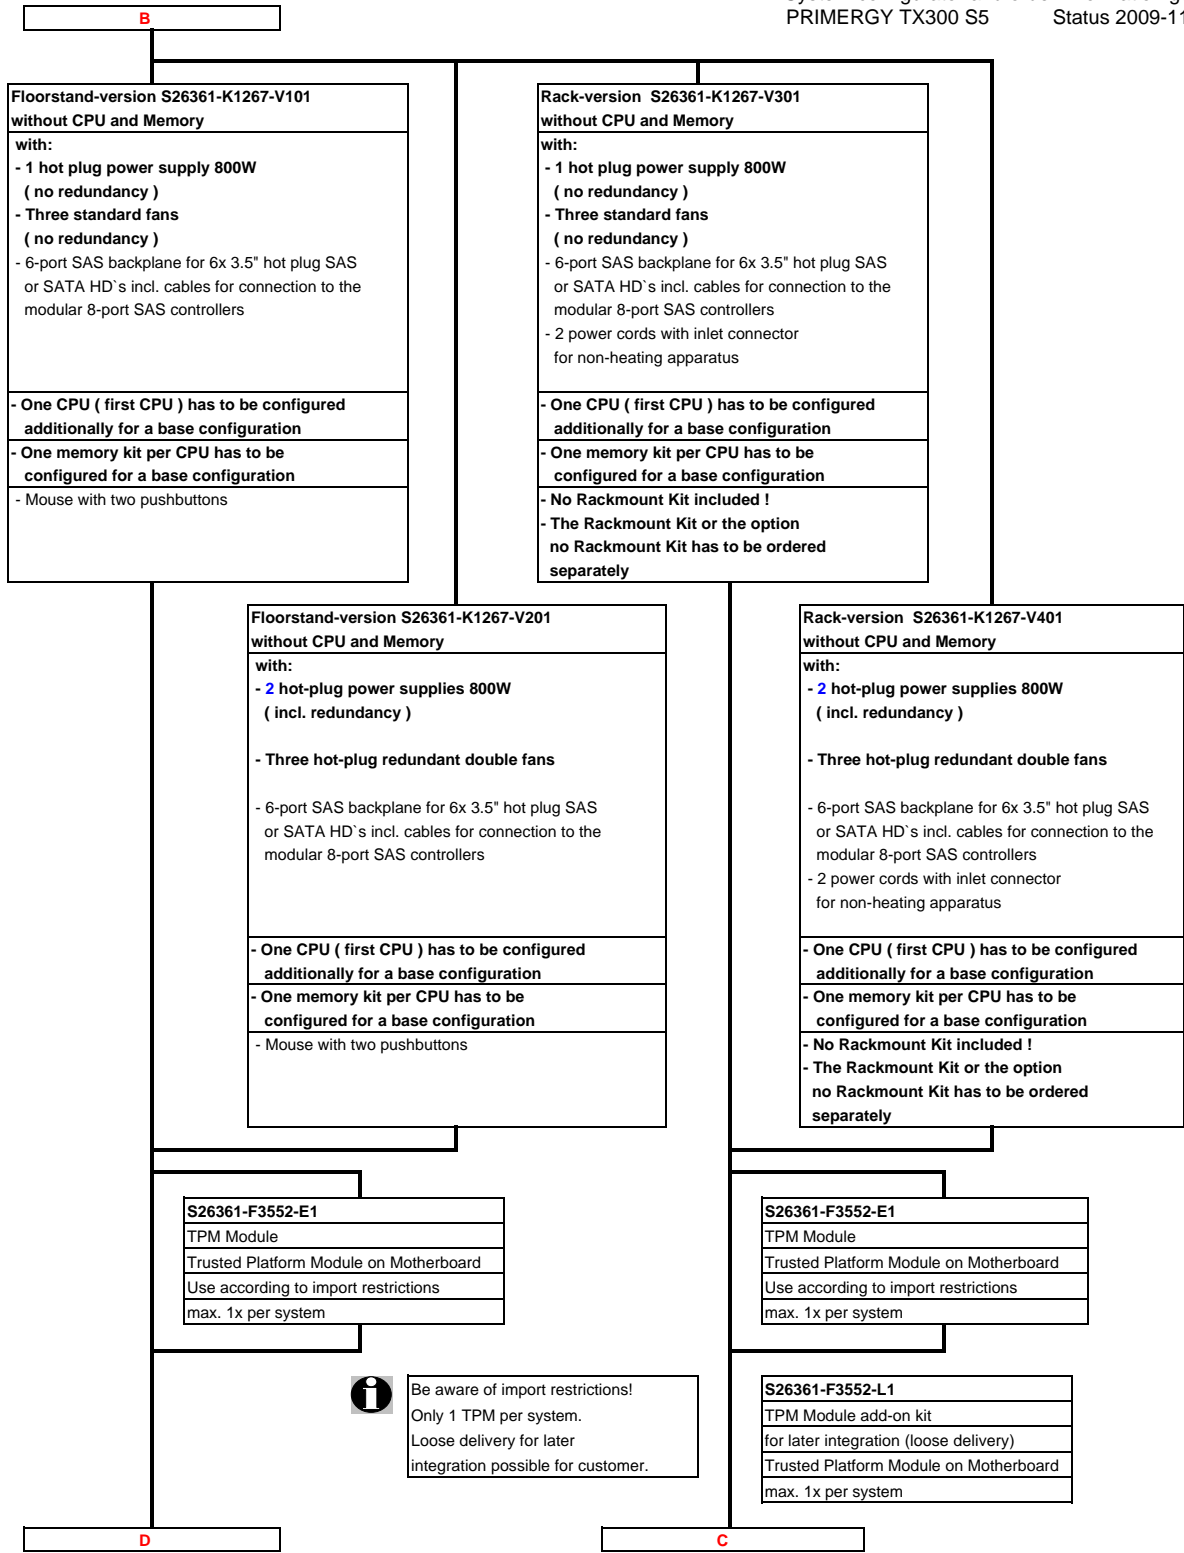 PRIMERGY TX300 S5 Status 2009-11
B
Floorstand-version S26361-K1267-V101
without CPU and Memory
with:
- 1 hot plug power supply 800W
( no redundancy )
- Three standard fans
( no redundancy )
- 6-port SAS backplane for 6x 3.5" hot plug SAS
or SATA HD`s incl. cables for connection to the
modular 8-port SAS controllers
- One CPU ( first CPU ) has to be configured
additionally for a base configuration
- One memory kit per CPU has to be
configured for a base configuration
- Mouse with two pushbuttons
Rack-version S26361-K1267-V301
without CPU and Memory
with:
- 1 hot plug power supply 800W
( no redundancy )
- Three standard fans
( no redundancy )
- 6-port SAS backplane for 6x 3.5" hot plug SAS
or SATA HD`s incl. cables for connection to the
modular 8-port SAS controllers
- 2 power cords with inlet connector
for non-heating apparatus
- One CPU ( first CPU ) has to be configured
additionally for a base configuration
- One memory kit per CPU has to be
configured for a base configuration
- No Rackmount Kit included !
- The Rackmount Kit or the option
no Rackmount Kit has to be ordered
separately
Floorstand-version S26361-K1267-V201
without CPU and Memory
with:
- 2 hot-plug power supplies 800W
( incl. redundancy )
- Three hot-plug redundant double fans
- 6-port SAS backplane for 6x 3.5" hot plug SAS
or SATA HD`s incl. cables for connection to the
modular 8-port SAS controllers
- One CPU ( first CPU ) has to be configured
additionally for a base configuration
- One memory kit per CPU has to be
configured for a base configuration
- Mouse with two pushbuttons
Rack-version S26361-K1267-V401
without CPU and Memory
with:
- 2 hot-plug power supplies 800W
( incl. redundancy )
- Three hot-plug redundant double fans
- 6-port SAS backplane for 6x 3.5" hot plug SAS
or SATA HD`s incl. cables for connection to the
modular 8-port SAS controllers
- 2 power cords with inlet connector
for non-heating apparatus
- One CPU ( first CPU ) has to be configured
additionally for a base configuration
- One memory kit per CPU has to be
configured for a base configuration
- No Rackmount Kit included !
- The Rackmount Kit or the option
no Rackmount Kit has to be ordered
separately
S26361-F3552-E1
TPM Module
Trusted Platform Module on Motherboard
Use according to import restrictions
max. 1x per system
S26361-F3552-E1
TPM Module
Trusted Platform Module on Motherboard
Use according to import restrictions
max. 1x per system
Be aware of import restrictions!
Only 1 TPM per system.
Loose delivery for later
integration possible for customer.
S26361-F3552-L1
TPM Module add-on kit
for later integration (loose delivery)
Trusted Platform Module on Motherboard
max. 1x per system
D
C